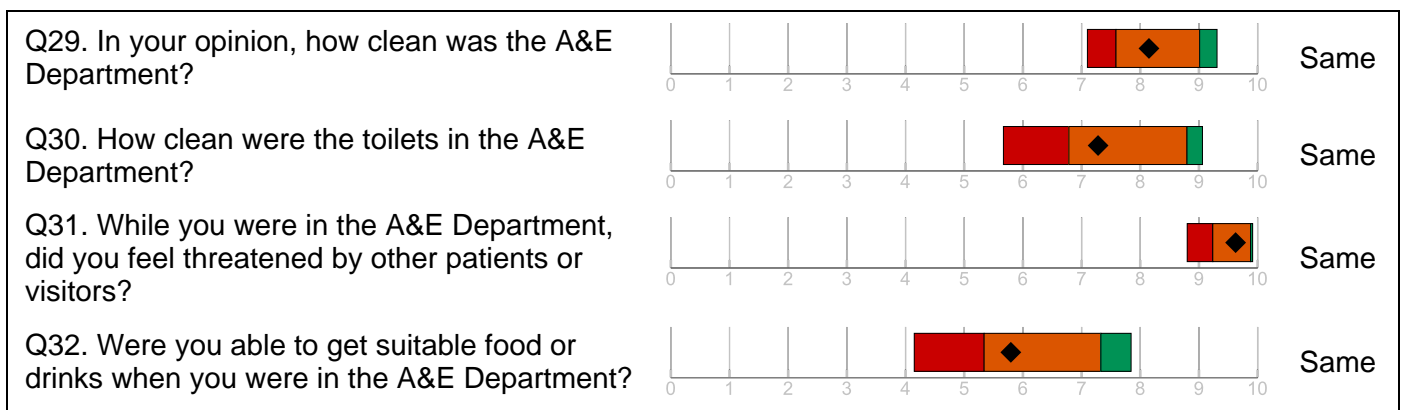 Q29. In your opinion, how clean was the A&E
Department?
Same
0 1 2 3 4 5 6 7 8 9 10
Q30. How clean were the toilets in the A&E
Department?
Same
0 1 2 3 4 5 6 7 8 9 10
Q31. While you were in the A&E Department,
did you feel threatened by other patients or
visitors?
Same
0 1 2 3 4 5 6 7 8 9 10
Q32. Were you able to get suitable food or
drinks when you were in the A&E Department?
Same
0 1 2 3 4 5 6 7 8 9 10